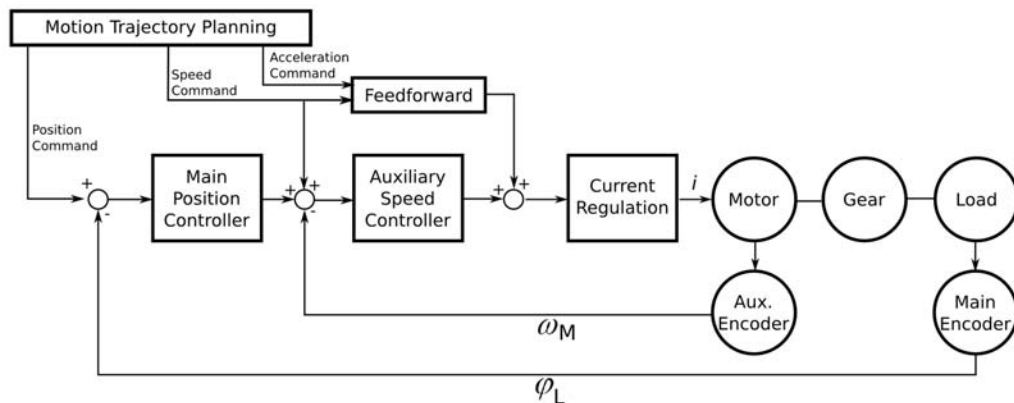 Motion Trajectory Planning
Acceleration
Command
Speed
Command
Feedforward
Position
Command
+
-
Main
Position
Controller
+
+
-
Auxiliary
Speed
Controller
+
+
Current
Regulation
i
Motor
Gear
Load
Aux.
Encoder
Main
Encoder
ωM
φL